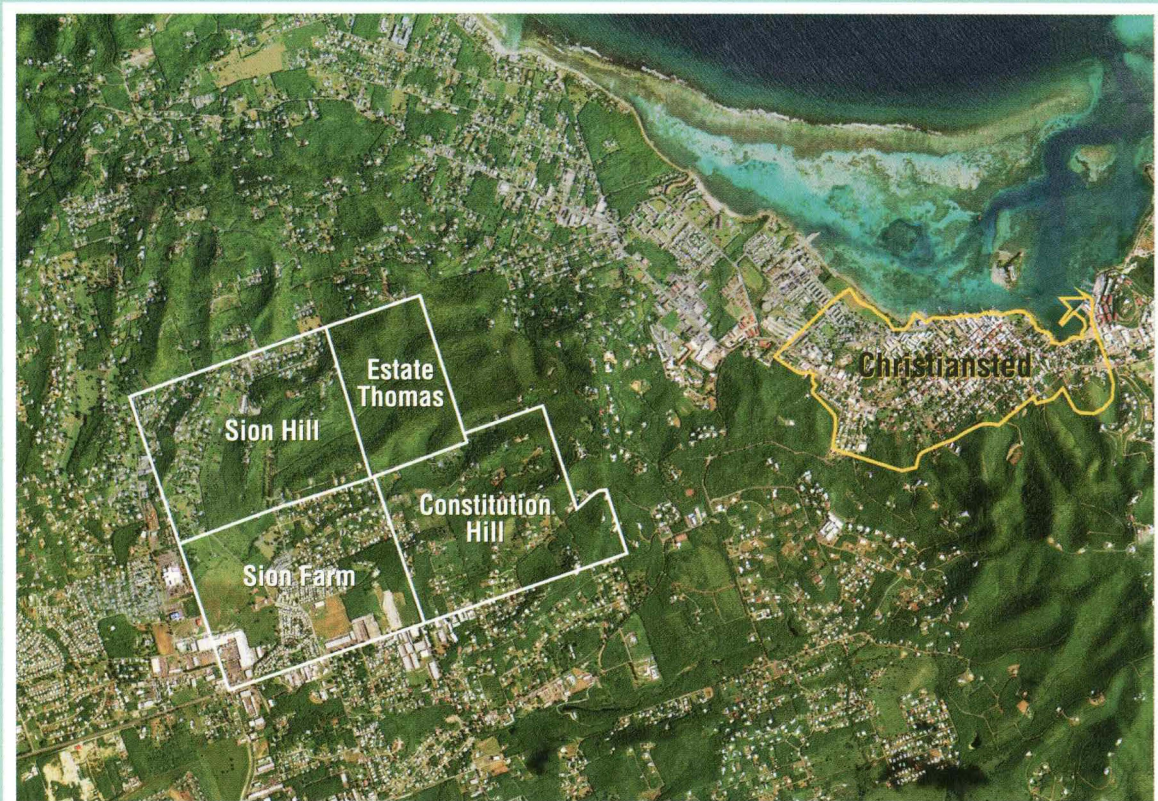 Estate
Thomas
Christiansted
Sion Hill
Constitution
Hill
Sion Farm